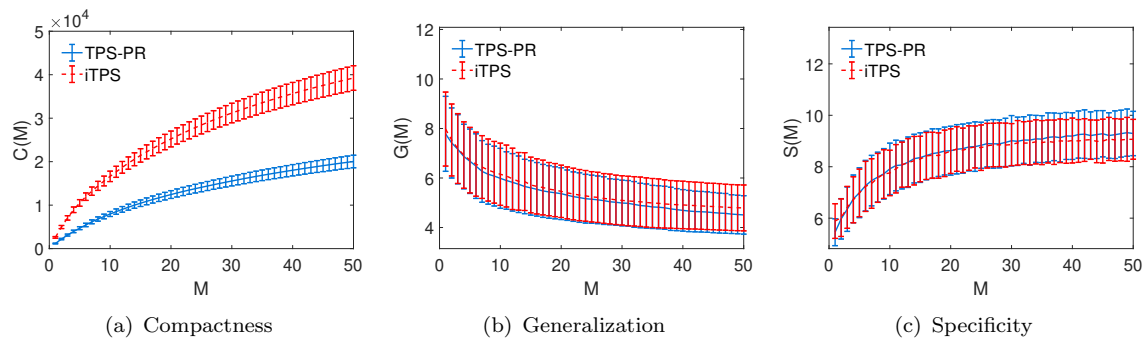 ×10⁴
5
4
3
2
1
0
C(M)
TPS-PR
iTPS
0 10 20 30 40 50
M
(a) Compactness
12
10
8
6
4
G(M)
TPS-PR
iTPS
0 10 20 30 40 50
M
(b) Generalization
12
10
8
6
S(M)
TPS-PR
iTPS
0 10 20 30 40 50
M
(c) Specificity